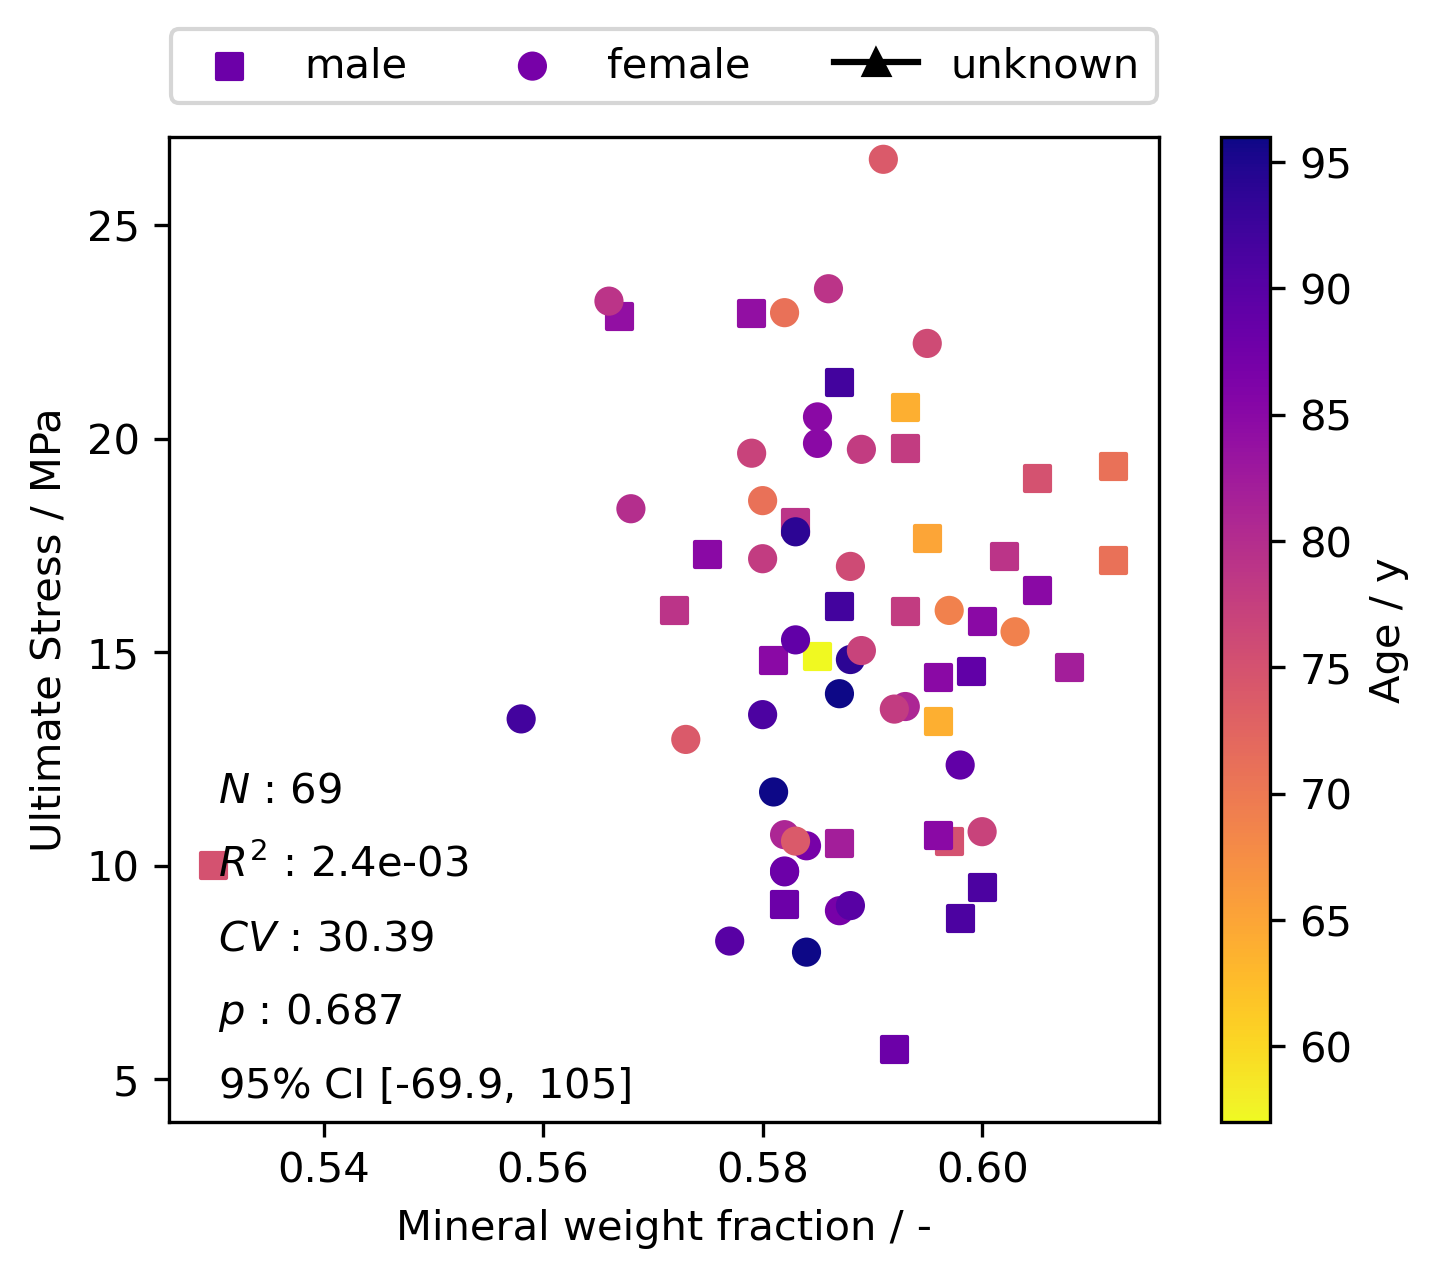 male female unknown
25
20
15
10
5
Ultimate Stress / MPa
N : 69
R² : 2.4e-03
CV : 30.39
p : 0.687
95% CI [-69.9, 105]
0.54 0.56 0.58 0.60
Mineral weight fraction / -
95
90
85
80
75
70
65
60
Age / y